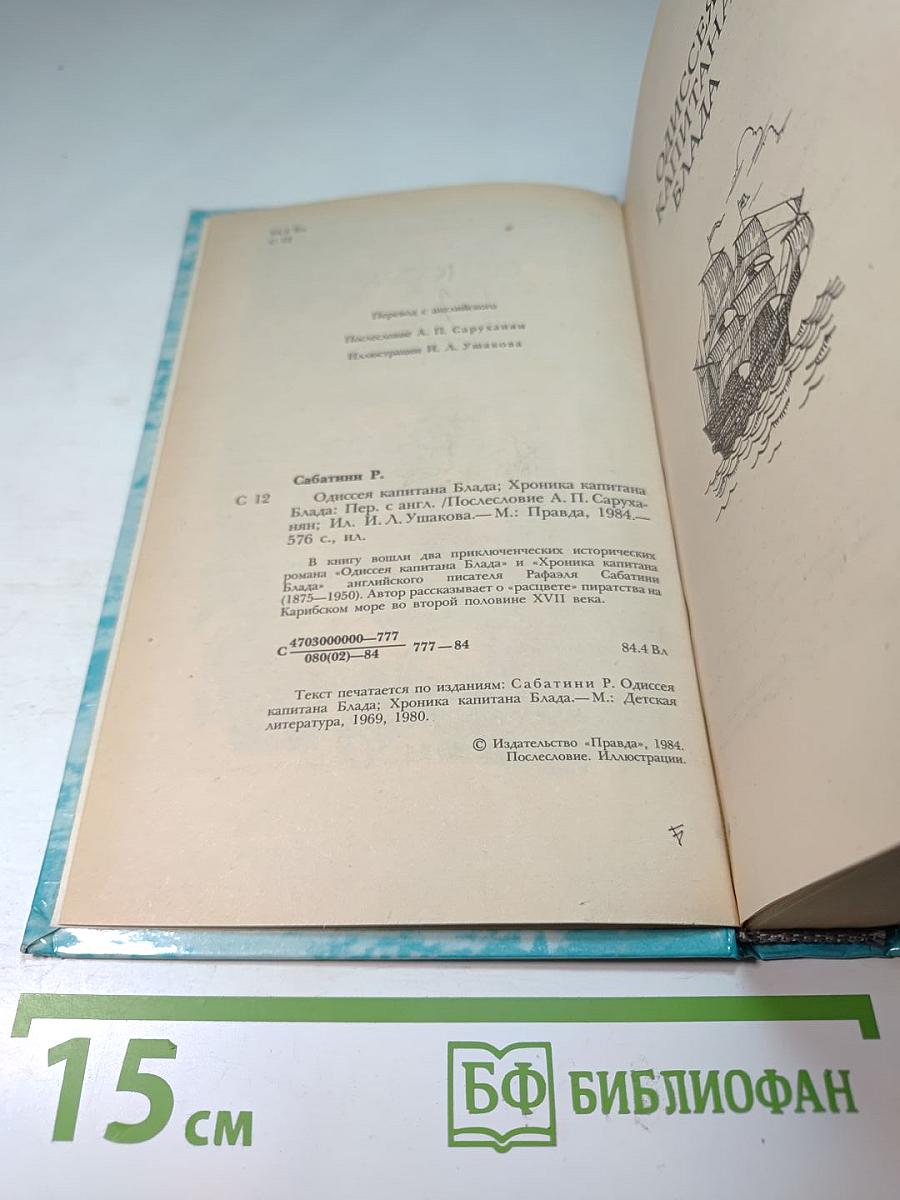 С 12
Перевод с английского
Послесловие А. П. Саруханян
Иллюстрации И. Л. Ушакова
Сабатини Р.
С 12
Одиссея капитана Блада; Хроника капитана
Блада: Пер. с англ. /Послесловие А. П. Саруха-
нян; Ил. И. Л. Ушакова.— М.: Правда, 1984.—
576 с., ил.
В книгу вошли два приключенческих исторических
романа «Одиссея капитана Блада» и «Хроника капитана
Блада» английского писателя Рафаэля Сабатини
(1875—1950). Автор рассказывает о «расцвете» пиратства на
Карибском море во второй половине XVII века.
С 4703000000—777 777—84
080(02)—84
84.4 Вл
Текст печатается по изданиям: Сабатини Р. Одиссея
капитана Блада; Хроника капитана Блада.— М.: Детская
литература, 1969, 1980.
© Издательство «Правда», 1984.
Послесловие. Иллюстрации.
ОДИССЕЯ
КАПИТАНА
БЛАДА
15 см
БФ БИБЛИОФАН